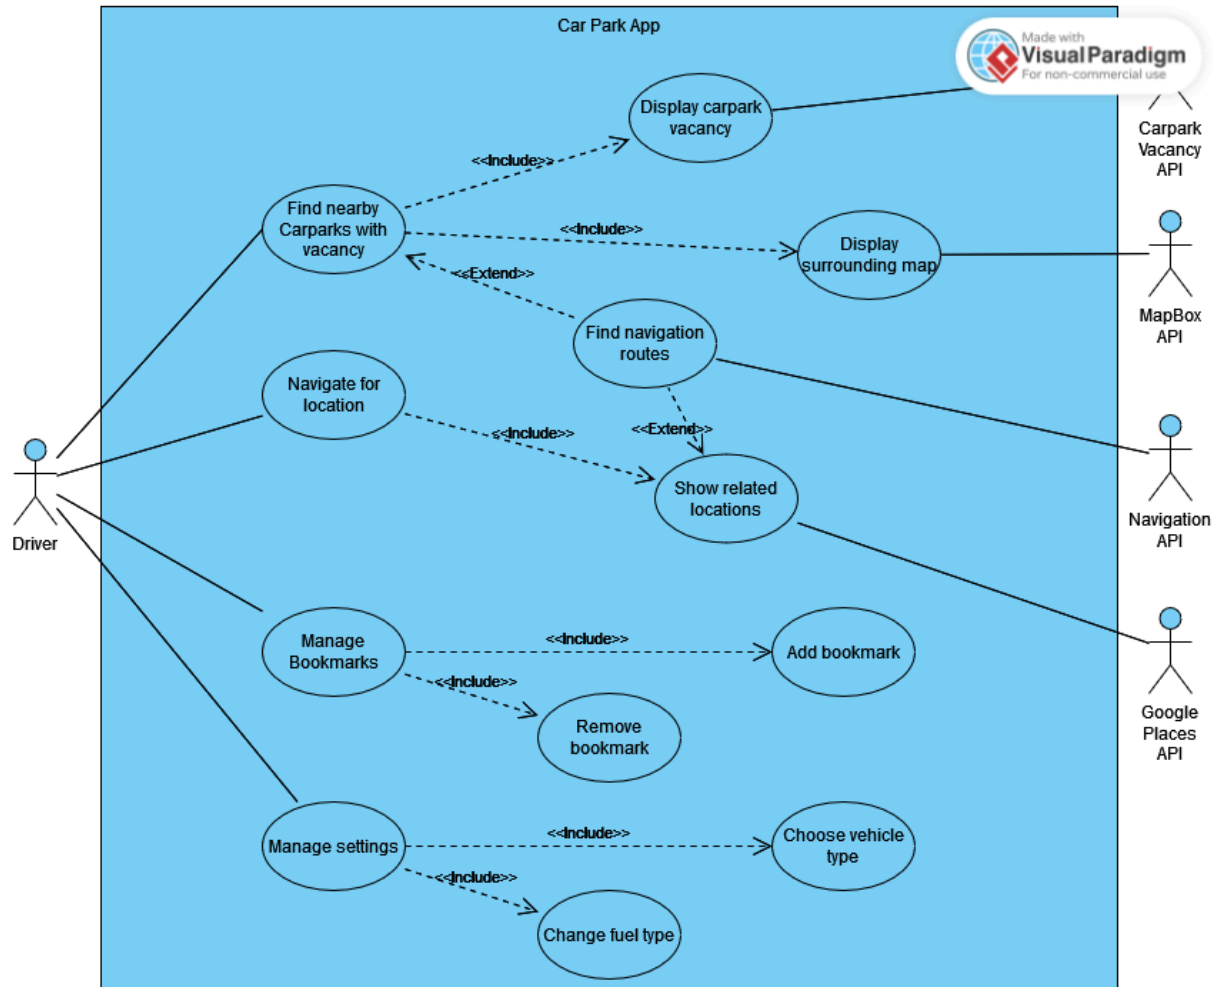 Car Park App
Made with
Visual Paradigm
For non-commercial use
Display carpark
vacancy
Carpark
Vacancy
API
<<Include>>
Find nearby
Carparks with
vacancy
<<Include>>
Display
surrounding map
<<Extend>>
MapBox
API
Find navigation
routes
Navigate for
location
<<Include>>
<<Extend>>
Show related
locations
Driver
Navigation
API
Manage
Bookmarks
<<Include>>
Add bookmark
<<Include>>
Remove
bookmark
Google
Places
API
Manage settings
<<Include>>
Choose vehicle
type
<<Include>>
Change fuel type